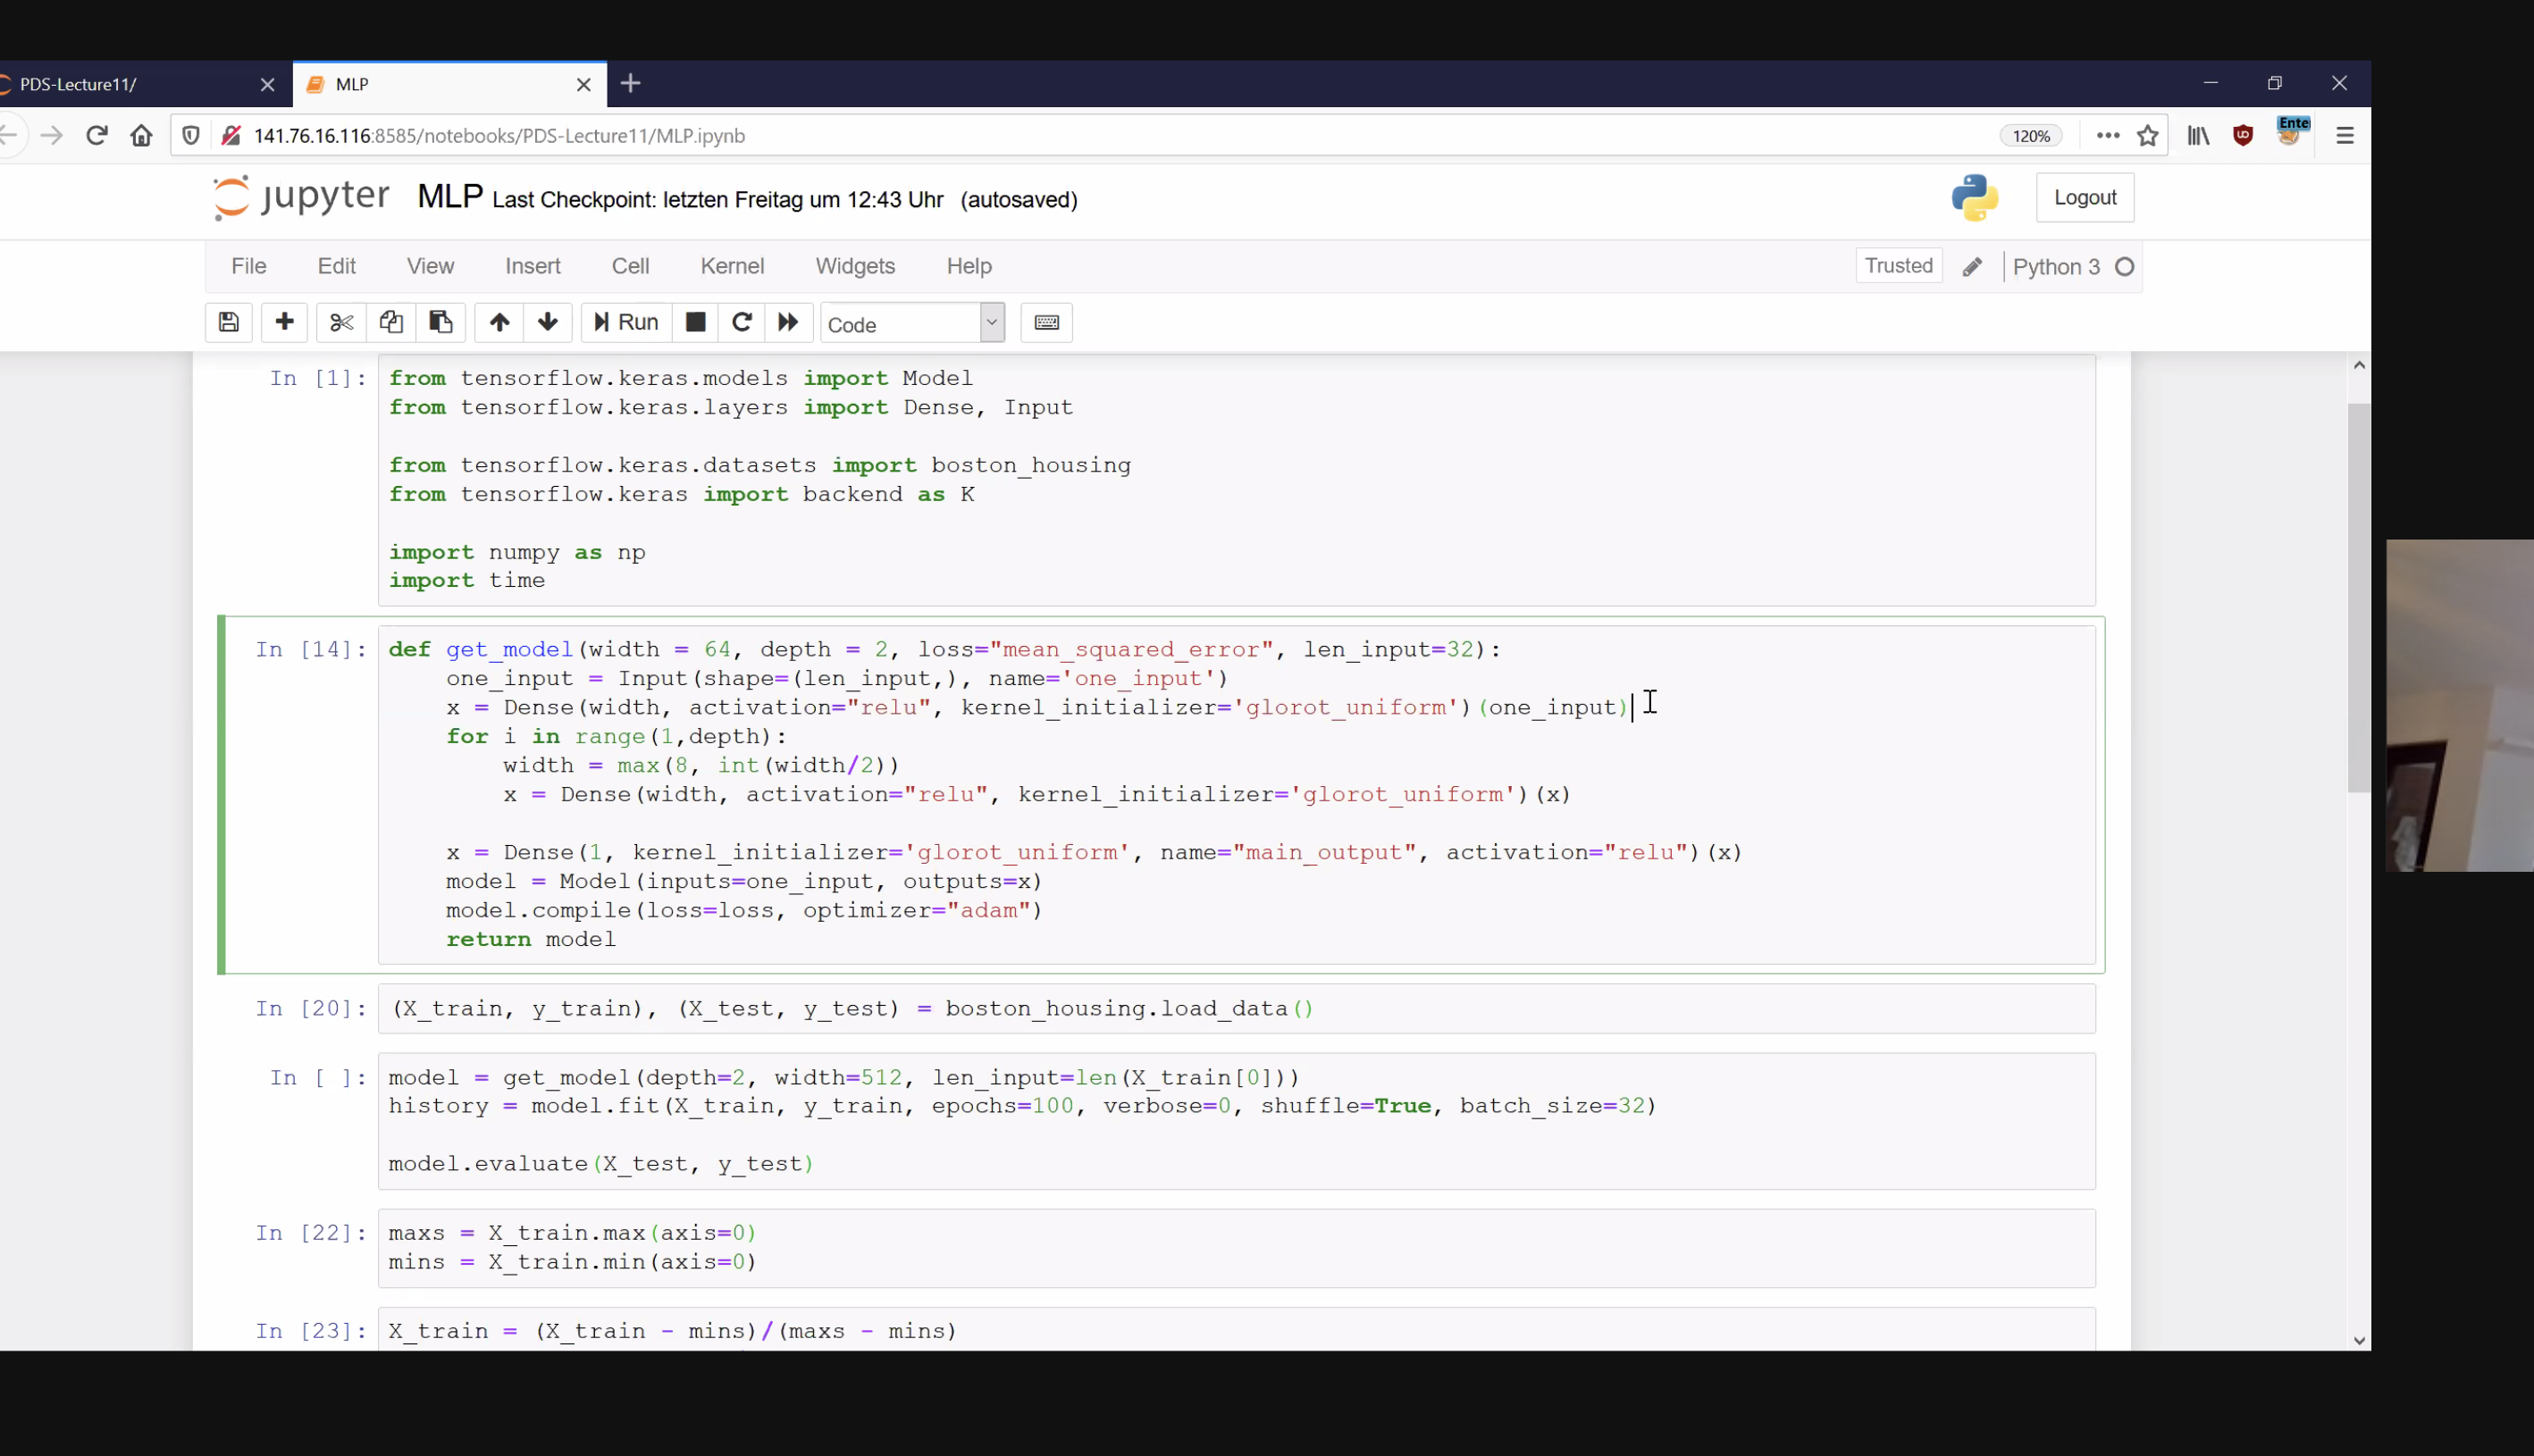 PDS-Lecture11/
MLP
141.76.16.116:8585/notebooks/PDS-Lecture11/MLP.ipynb
120%
Ente
jupyter MLP Last Checkpoint: letzten Freitag um 12:43 Uhr (autosaved)
Logout
File Edit View Insert Cell Kernel Widgets Help
Trusted
Python 3
Run
Code
In [1]: from tensorflow.keras.models import Model
from tensorflow.keras.layers import Dense, Input
from tensorflow.keras.datasets import boston_housing
from tensorflow.keras import backend as K
import numpy as np
import time
In [14]: def get_model(width = 64, depth = 2, loss="mean_squared_error", len_input=32):
one_input = Input(shape=(len_input,), name='one_input')
x = Dense(width, activation="relu", kernel_initializer='glorot_uniform')(one_input)
for i in range(1,depth):
width = max(8, int(width/2))
x = Dense(width, activation="relu", kernel_initializer='glorot_uniform')(x)
x = Dense(1, kernel_initializer='glorot_uniform', name="main_output", activation="relu")(x)
model = Model(inputs=one_input, outputs=x)
model.compile(loss=loss, optimizer="adam")
return model
In [20]: (X_train, y_train), (X_test, y_test) = boston_housing.load_data()
In [ ]: model = get_model(depth=2, width=512, len_input=len(X_train[0]))
history = model.fit(X_train, y_train, epochs=100, verbose=0, shuffle=True, batch_size=32)
model.evaluate(X_test, y_test)
In [22]: maxs = X_train.max(axis=0)
mins = X_train.min(axis=0)
In [23]: X_train = (X_train - mins)/(maxs - mins)